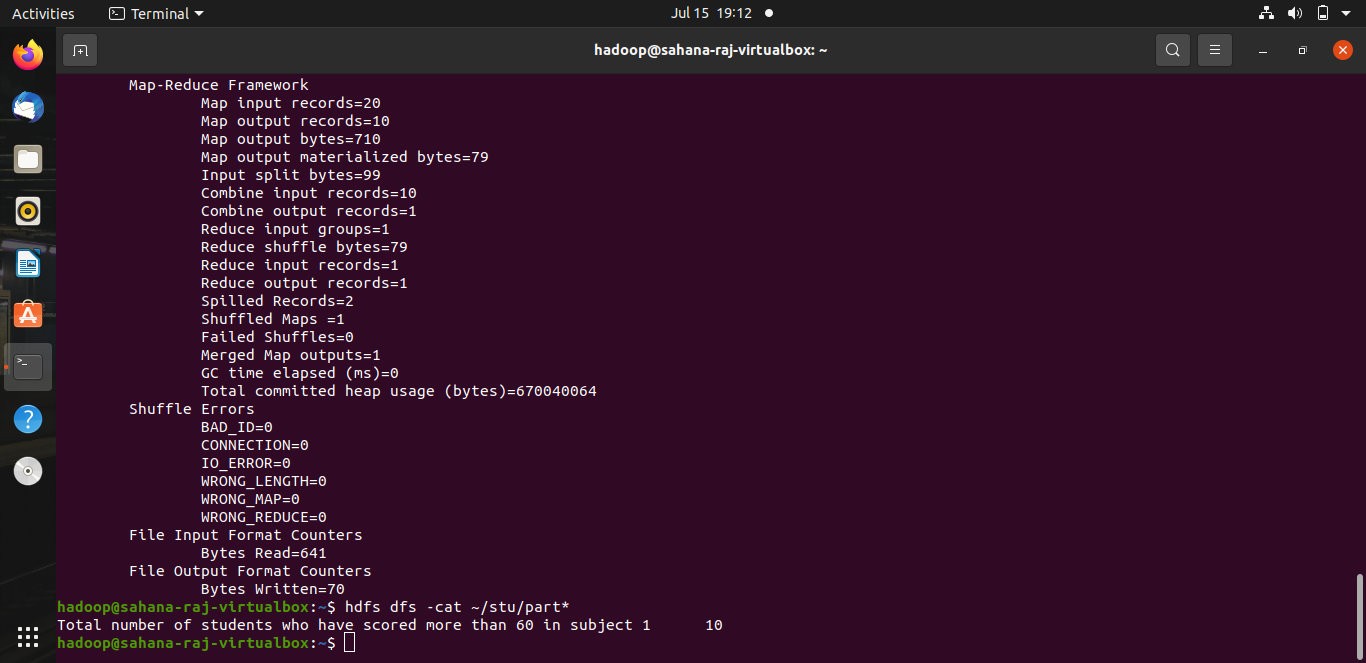 Activities Terminal Jul 15 19:12
hadoop@sahana-raj-virtualbox: ~
Map-Reduce Framework
Map input records=20
Map output records=10
Map output bytes=710
Map output materialized bytes=79
Input split bytes=99
Combine input records=10
Combine output records=1
Reduce input groups=1
Reduce shuffle bytes=79
Reduce input records=1
Reduce output records=1
Spilled Records=2
Shuffled Maps =1
Failed Shuffles=0
Merged Map outputs=1
GC time elapsed (ms)=0
Total committed heap usage (bytes)=670040064
Shuffle Errors
BAD_ID=0
CONNECTION=0
IO_ERROR=0
WRONG_LENGTH=0
WRONG_MAP=0
WRONG_REDUCE=0
File Input Format Counters
Bytes Read=641
File Output Format Counters
Bytes Written=70
hadoop@sahana-raj-virtualbox:~$ hdfs dfs -cat ~/stu/part*
Total number of students who have scored more than 60 in subject 1 10
hadoop@sahana-raj-virtualbox:~$